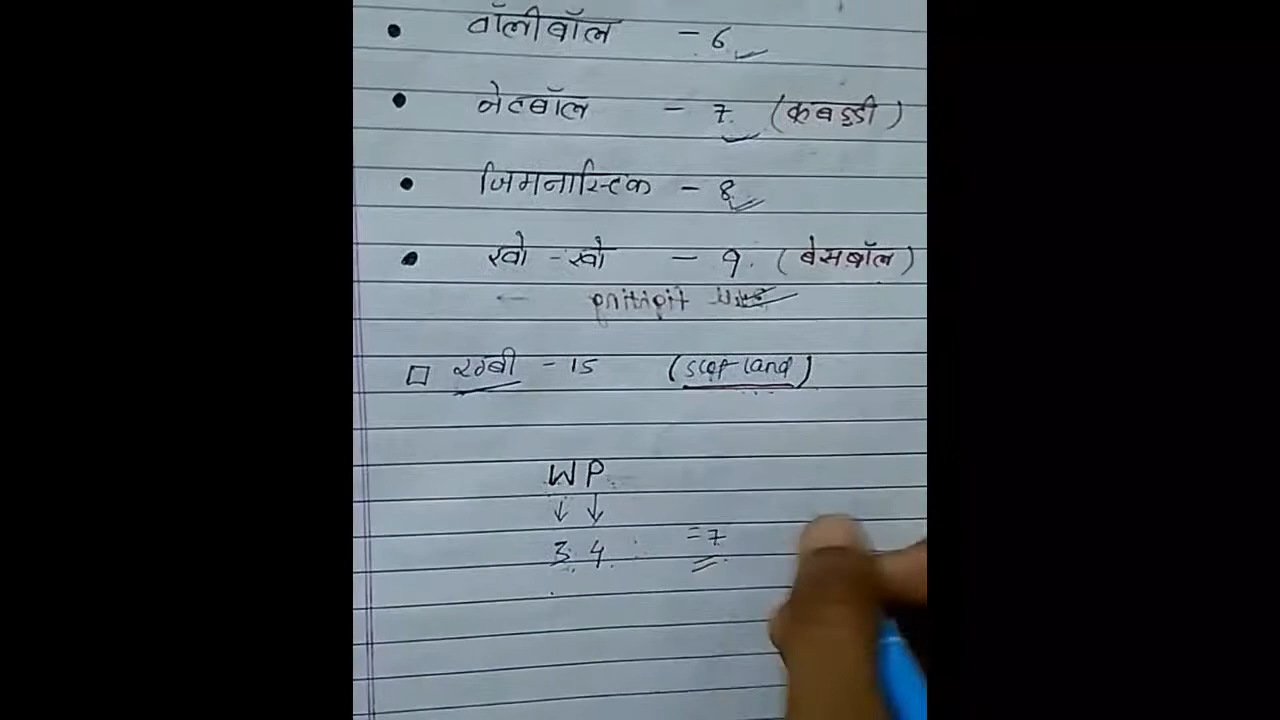 • वॉलीबॉल - 6
• नेटबॉल - 7 (कबड्डी)
• जिमनास्टिक - 8
• खो-खो - 9. (बेसबॉल)
□ रग्बी - 15 (scotland)
WP
↓ ↓
3 4 = 7